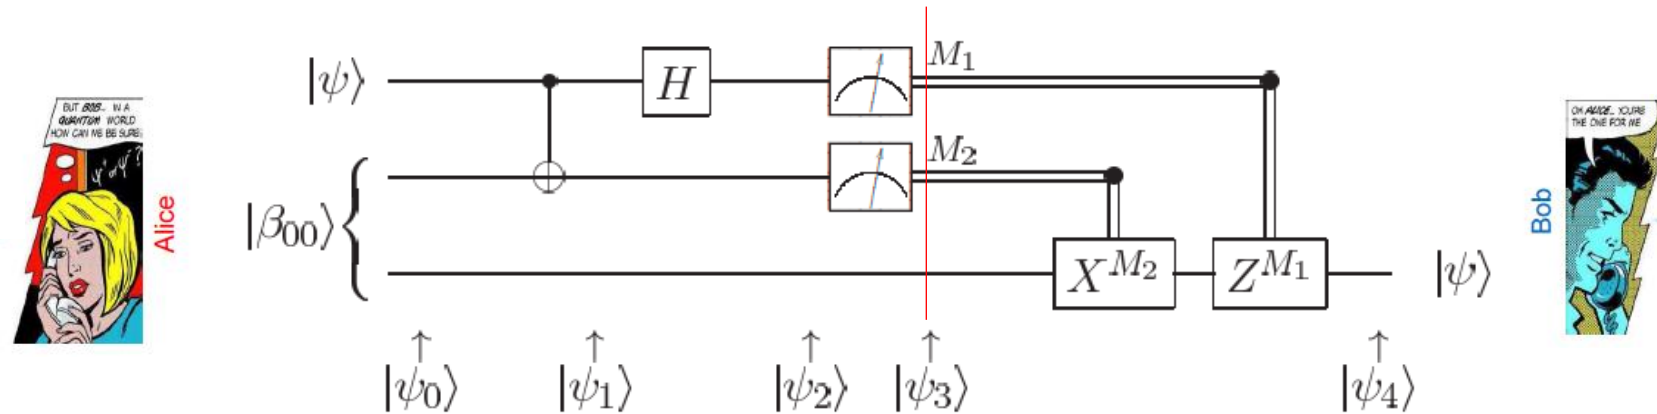 BUT BOB.. IN A
QUANTUM WORLD
HOW CAN WE BE SURE
Alice
|ψ⟩
|β₀₀⟩
H
M₁
M₂
X^{M₂}
Z^{M₁}
|ψ⟩
OH ALICE.. YOU'RE
THE ONE FOR ME
Bob
↑ ↑ ↑ ↑ ↑
|ψ₀⟩ |ψ₁⟩ |ψ₂⟩ |ψ₃⟩ |ψ₄⟩